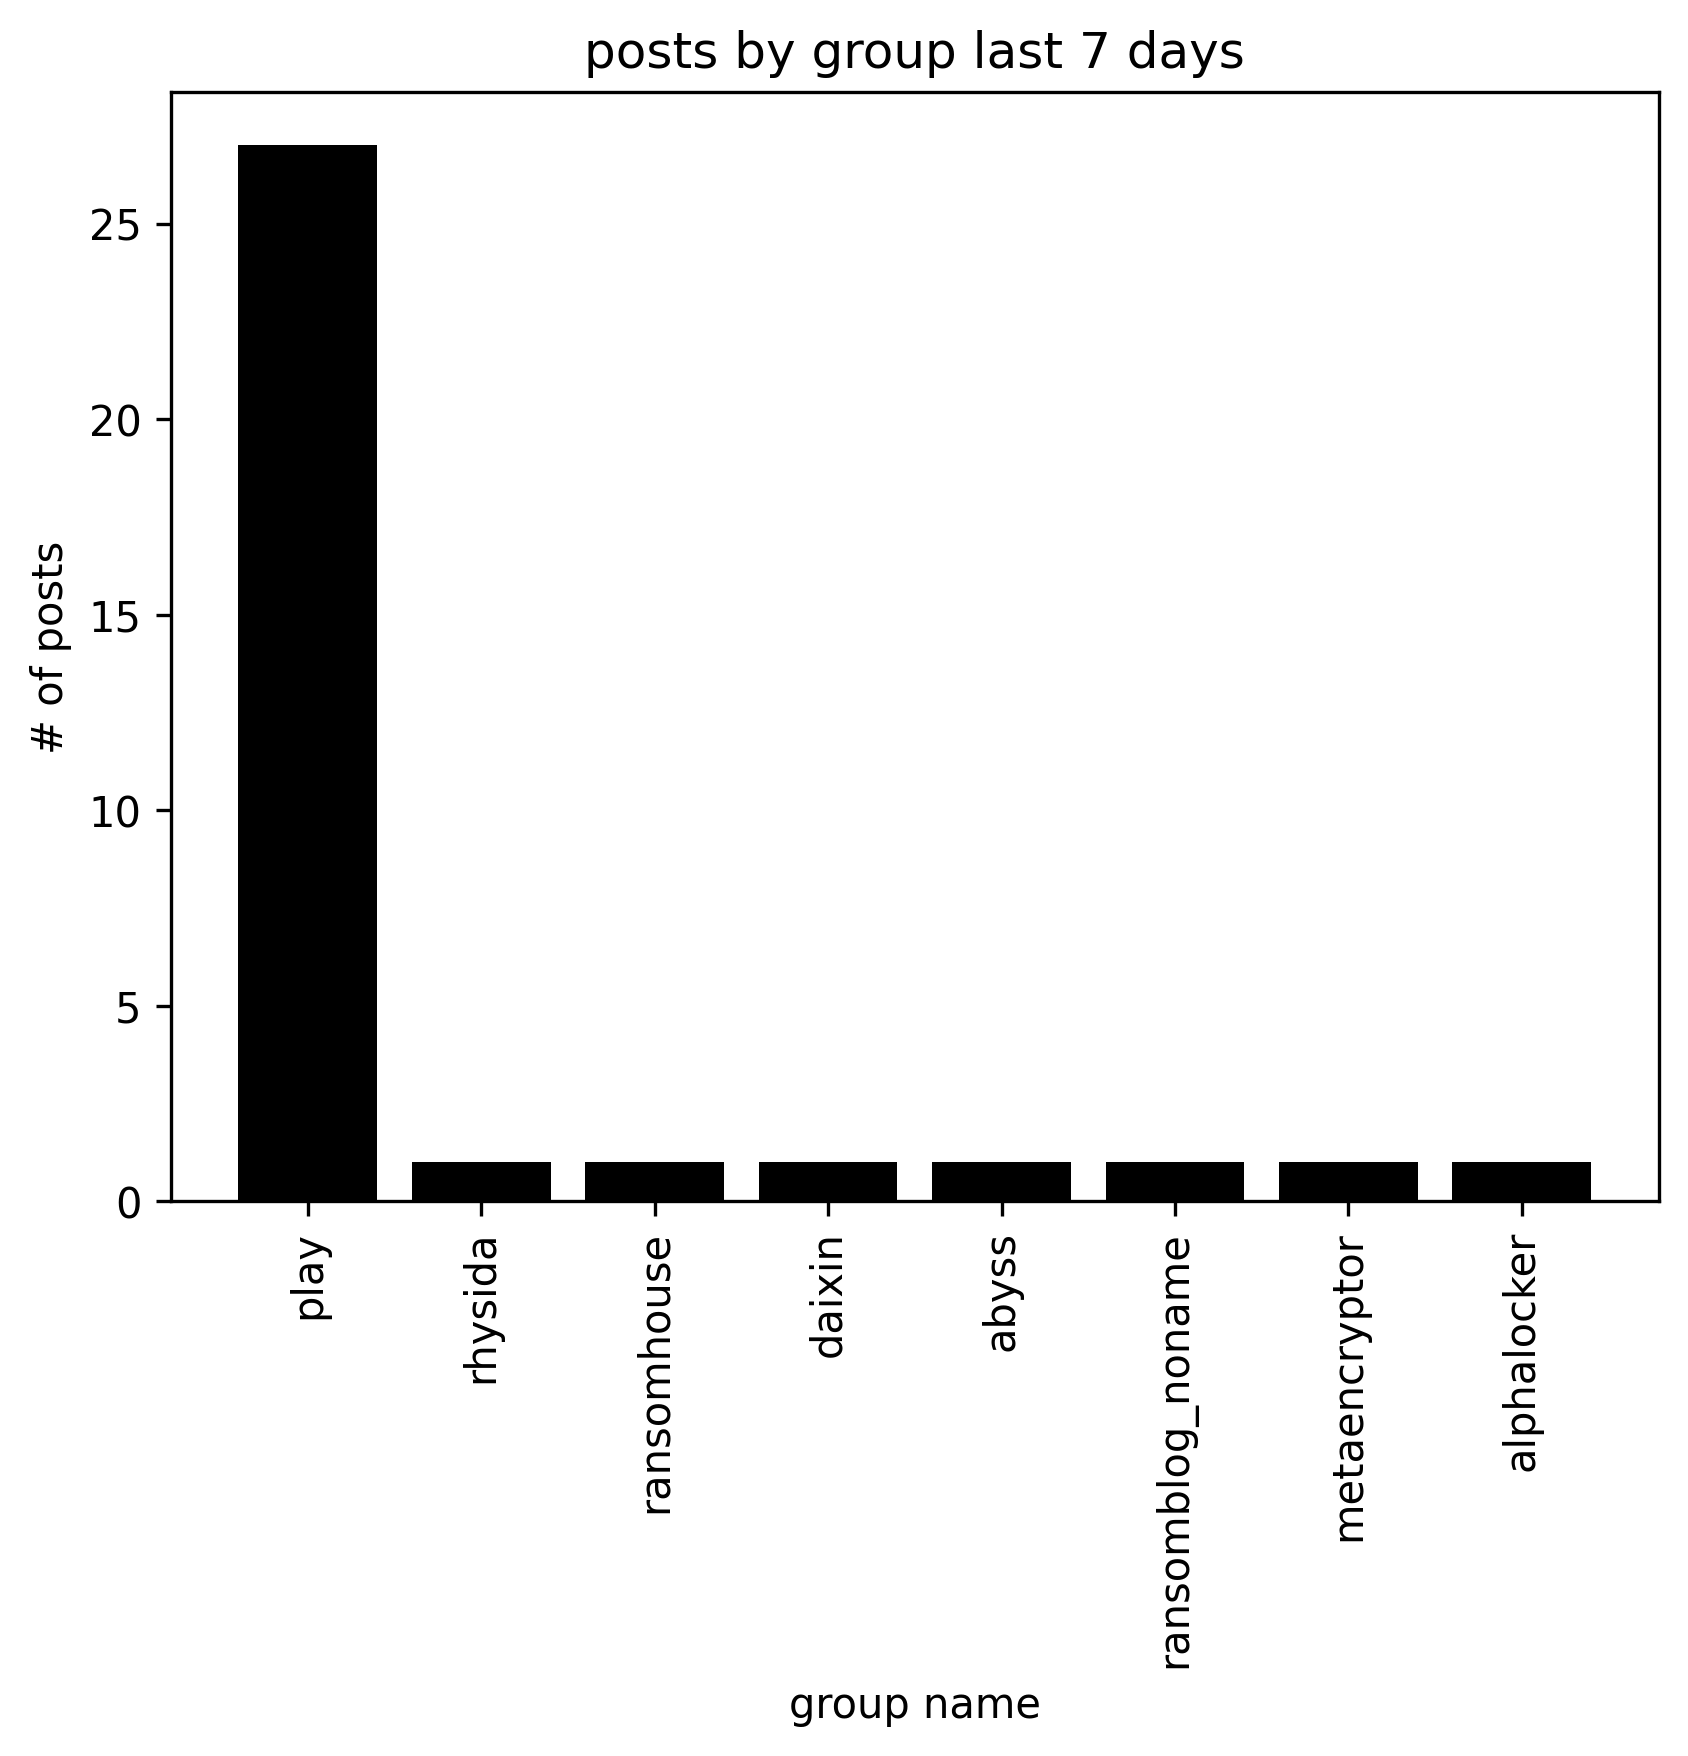 posts by group last 7 days
# of posts
25
20
15
10
5
0
play
rhysida
ransomhouse
daixin
abyss
ransomblog_noname
metaencryptor
alphalocker
group name